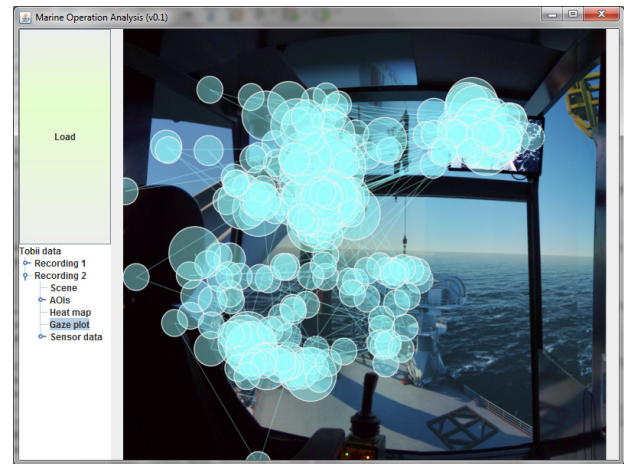 Marine Operation Analysis (v0.1)
Load
Tobii data
Recording 1
Recording 2
Scene
AOIs
Heat map
Gaze plot
Sensor data